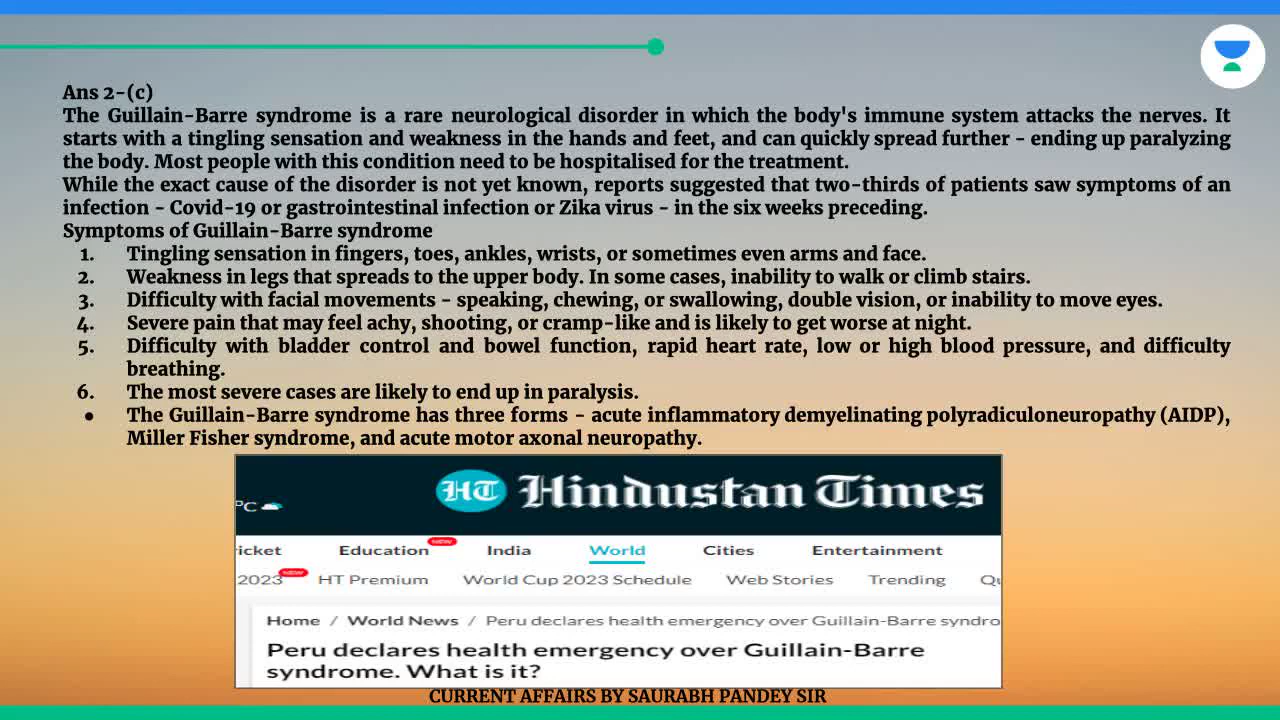 Ans 2-(c)
The Guillain-Barre syndrome is a rare neurological disorder in which the body's immune system attacks the nerves. It
starts with a tingling sensation and weakness in the hands and feet, and can quickly spread further - ending up paralyzing
the body. Most people with this condition need to be hospitalised for the treatment.
While the exact cause of the disorder is not yet known, reports suggested that two-thirds of patients saw symptoms of an
infection - Covid-19 or gastrointestinal infection or Zika virus - in the six weeks preceding.
Symptoms of Guillain-Barre syndrome
1. Tingling sensation in fingers, toes, ankles, wrists, or sometimes even arms and face.
2. Weakness in legs that spreads to the upper body. In some cases, inability to walk or climb stairs.
3. Difficulty with facial movements - speaking, chewing, or swallowing, double vision, or inability to move eyes.
4. Severe pain that may feel achy, shooting, or cramp-like and is likely to get worse at night.
5. Difficulty with bladder control and bowel function, rapid heart rate, low or high blood pressure, and difficulty
breathing.
6. The most severe cases are likely to end up in paralysis.
• The Guillain-Barre syndrome has three forms - acute inflammatory demyelinating polyradiculoneuropathy (AIDP),
Miller Fisher syndrome, and acute motor axonal neuropathy.
°C HT Hindustan Times
ricket Education NEW India World Cities Entertainment
2023 NEW HT Premium World Cup 2023 Schedule Web Stories Trending Qu
Home / World News / Peru declares health emergency over Guillain-Barre syndro
Peru declares health emergency over Guillain-Barre
syndrome. What is it?
CURRENT AFFAIRS BY SAURABH PANDEY SIR